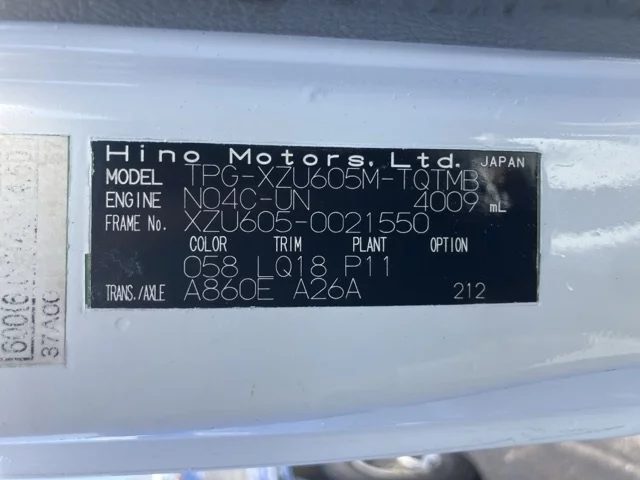 Hino Motors, Ltd. JAPAN
MODEL TPG-XZU605M-TQTMB
ENGINE N04C-UN 4009 mL
FRAME No. XZU605-0021550
COLOR TRIM PLANT OPTION
058 LQ18 P11
TRANS./AXLE A860E A26A 212
37A00